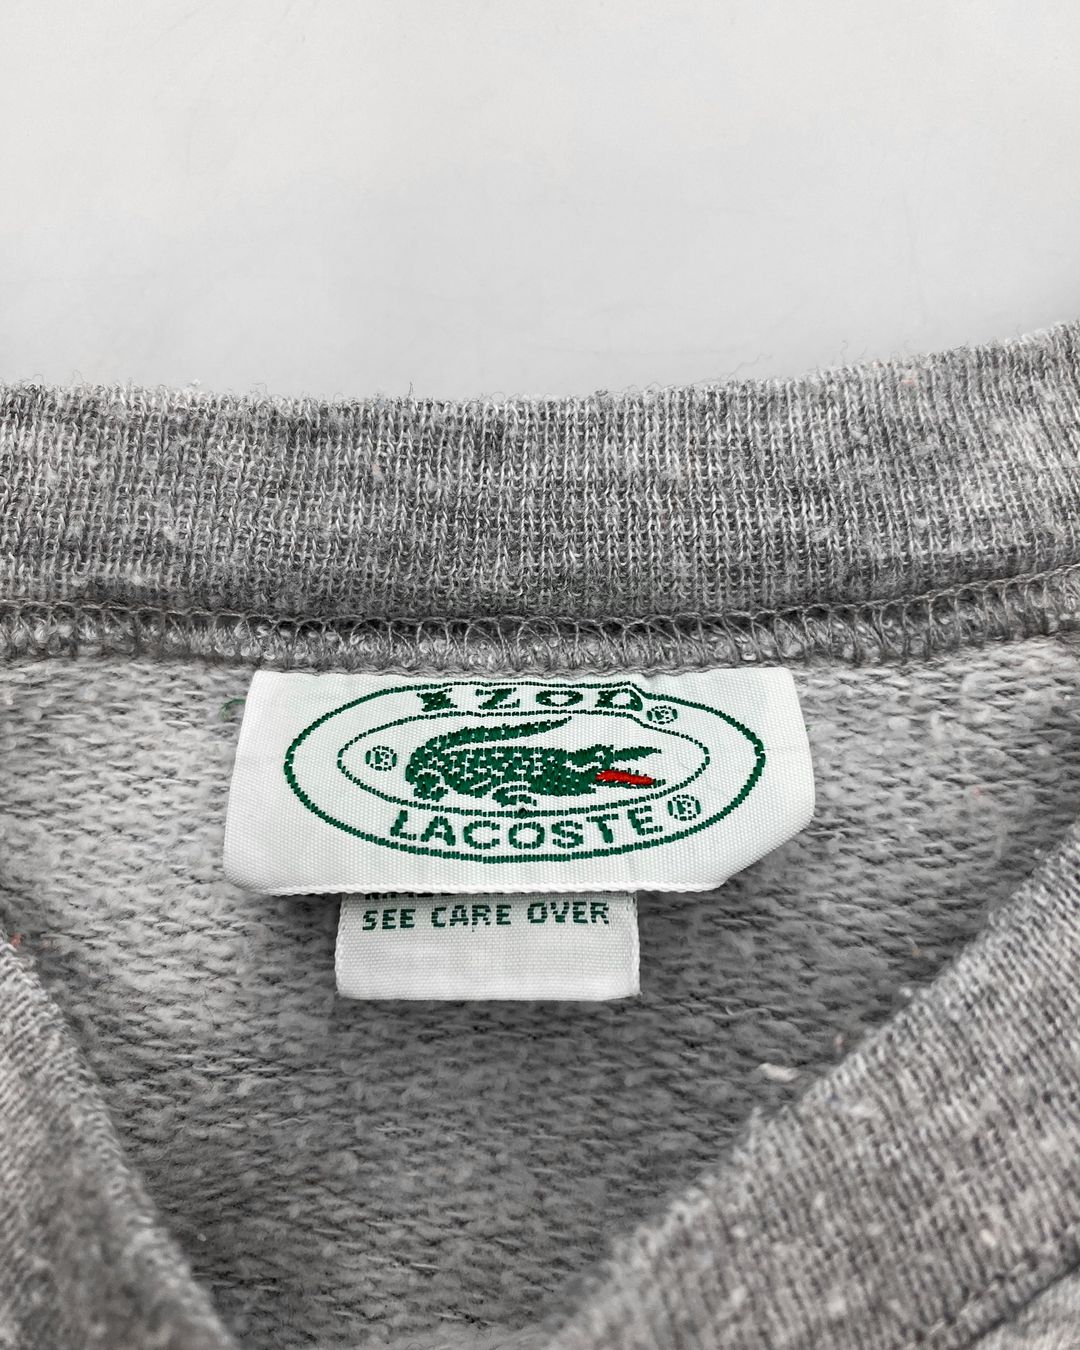 IZOD®
®
LACOSTE®
SEE CARE OVER